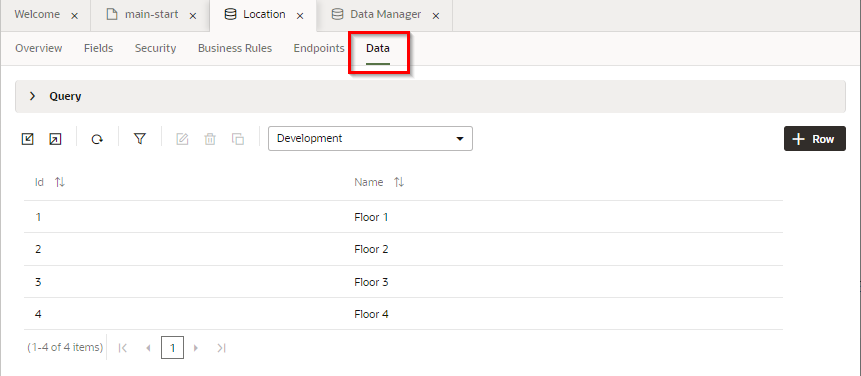 Welcome main-start Location Data Manager
Overview Fields Security Business Rules Endpoints Data
Query
Development Row
Id Name
1 Floor 1
2 Floor 2
3 Floor 3
4 Floor 4
(1-4 of 4 items) 1